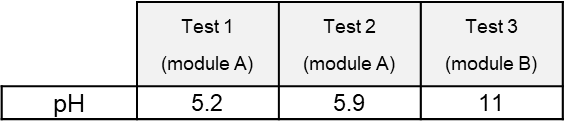 Test 1 Test 2 Test 3
(module A) (module A) (module B)
pH 5.2 5.9 11